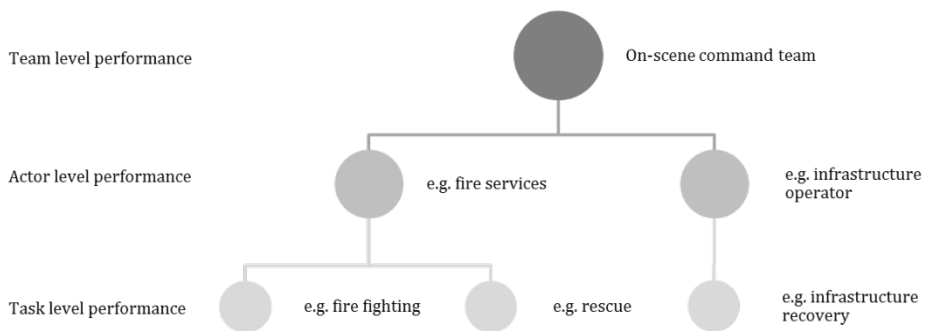 Team level performance
On-scene command team
Actor level performance
e.g. fire services
e.g. infrastructure
operator
Task level performance
e.g. fire fighting
e.g. rescue
e.g. infrastructure
recovery